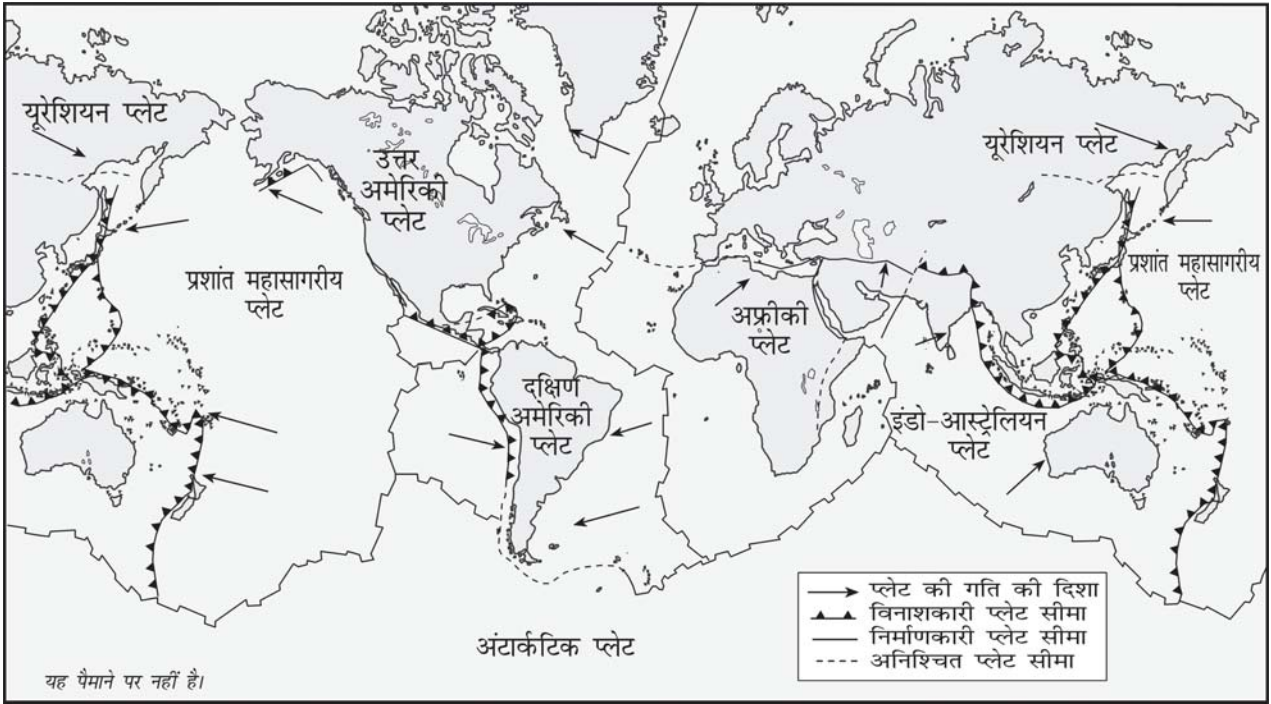 यूरेशियन प्लेट
उत्तर
अमेरिकी
प्लेट
यूरेशियन प्लेट
प्रशांत महासागरीय
प्लेट
प्रशांत महासागरीय
प्लेट
अफ्रीकी
प्लेट
दक्षिण
अमेरिकी
प्लेट
इंडो-आस्ट्रेलियन
प्लेट
अंटार्कटिक प्लेट
प्लेट की गति की दिशा
विनाशकारी प्लेट सीमा
निर्माणकारी प्लेट सीमा
अनिश्चित प्लेट सीमा
यह पैमाने पर नहीं है।